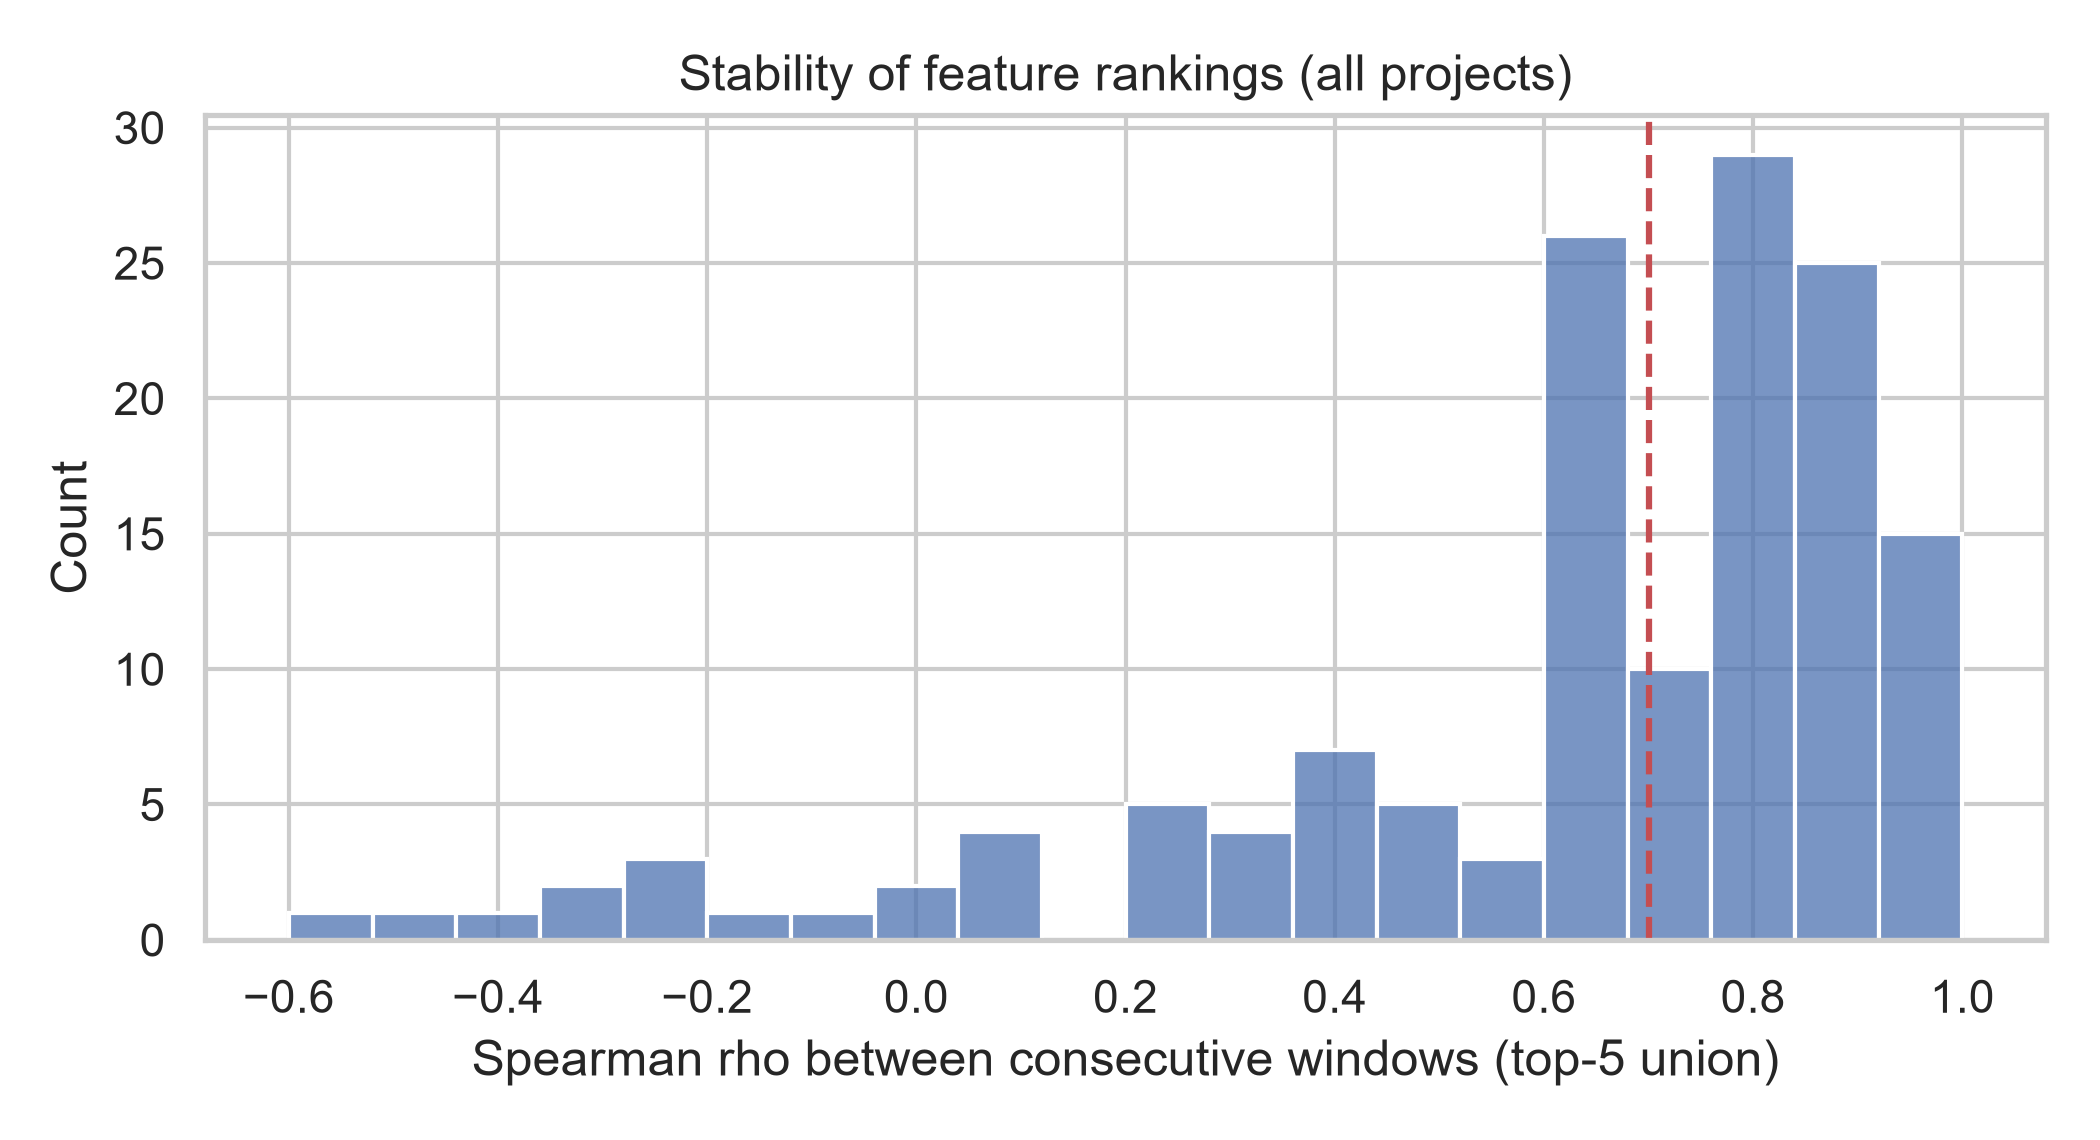 Stability of feature rankings (all projects)
30
25
20
15
10
5
0
Count
−0.6 −0.4 −0.2 0.0 0.2 0.4 0.6 0.8 1.0
Spearman rho between consecutive windows (top-5 union)